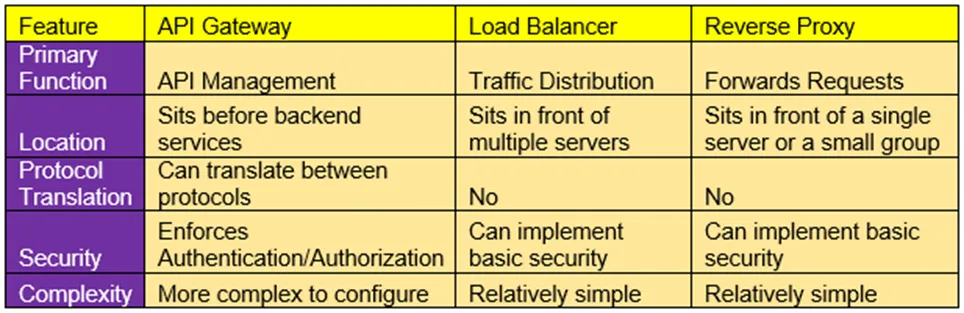 Feature API Gateway Load Balancer Reverse Proxy
Primary
Function API Management Traffic Distribution Forwards Requests
Location Sits before backend services Sits in front of multiple servers Sits in front of a single server or a small group
Protocol
Translation Can translate between protocols No No
Security Enforces Authentication/Authorization Can implement basic security Can implement basic security
Complexity More complex to configure Relatively simple Relatively simple